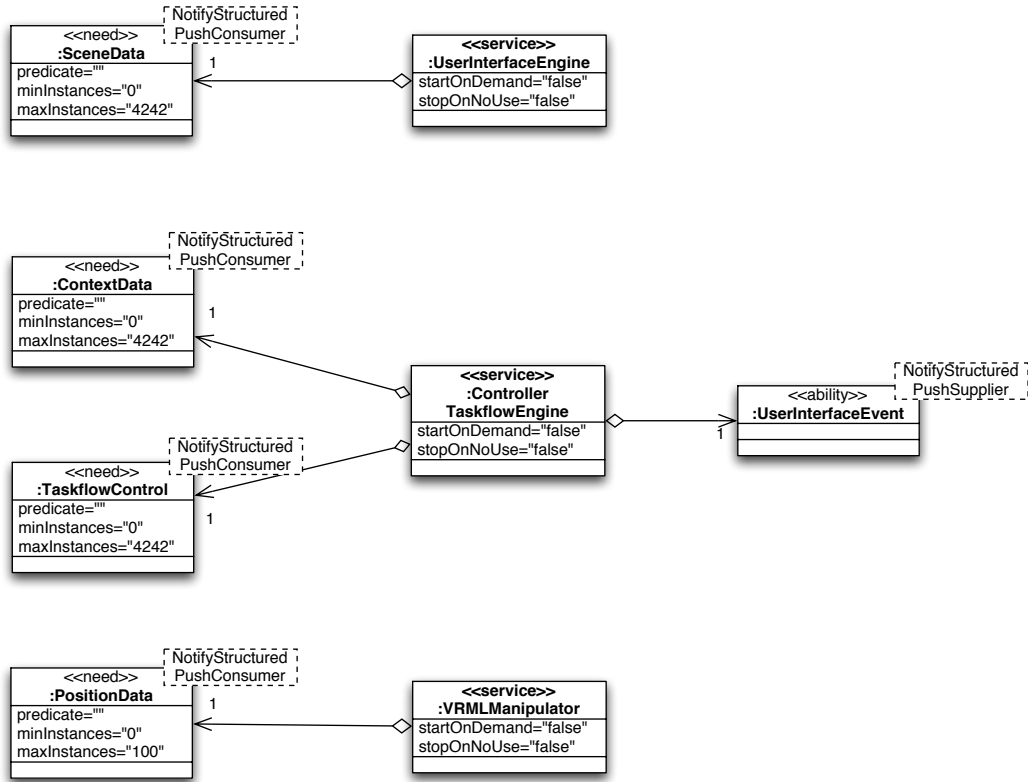 NotifyStructured
PushConsumer
<<need>>
:SceneData
predicate=""
minInstances="0"
maxInstances="4242"
1
<<service>>
:UserInterfaceEngine
startOnDemand="false"
stopOnNoUse="false"
NotifyStructured
PushConsumer
<<need>>
:ContextData
predicate=""
minInstances="0"
maxInstances="4242"
1
<<service>>
:Controller
TaskflowEngine
startOnDemand="false"
stopOnNoUse="false"
NotifyStructured
PushSupplier
<<ability>>
:UserInterfaceEvent
1
NotifyStructured
PushConsumer
<<need>>
:TaskflowControl
predicate=""
minInstances="0"
maxInstances="4242"
1
NotifyStructured
PushConsumer
<<need>>
:PositionData
predicate=""
minInstances="0"
maxInstances="100"
1
<<service>>
:VRMLManipulator
startOnDemand="false"
stopOnNoUse="false"